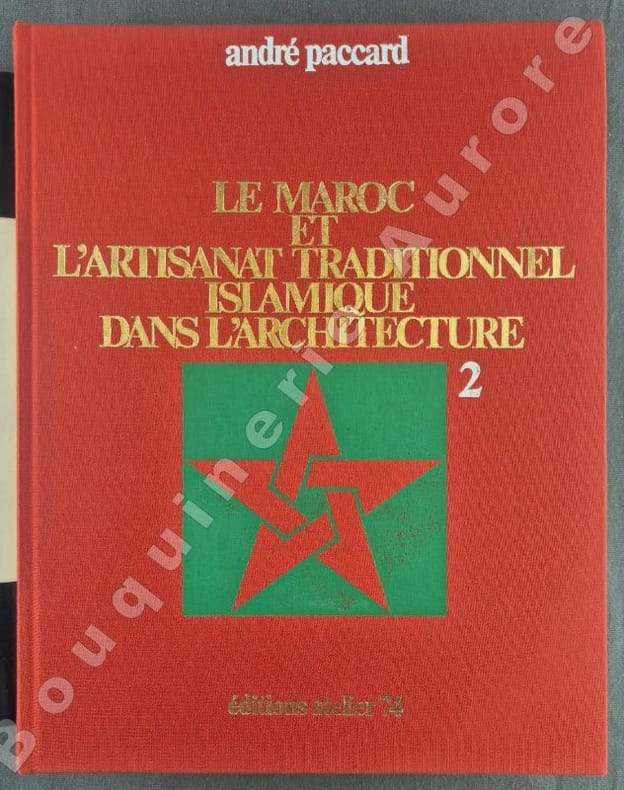 andré paccard
LE MAROC
ET
L'ARTISANAT TRADITIONNEL
ISLAMIQUE
DANS L'ARCHITECTURE
2
éditions atelier 74
Bouquinerie Aurore